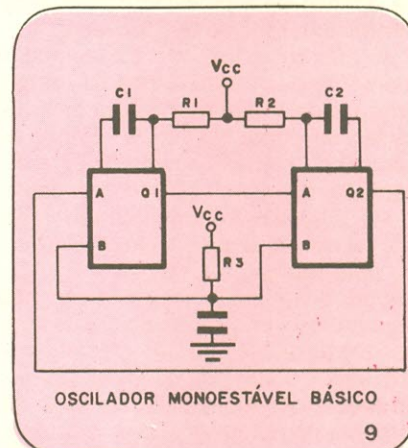 Vcc
C1 R1 R2 C2
A Q1 A Q2
Vcc
B B
R3
OSCILADOR MONOESTÁVEL BÁSICO
9